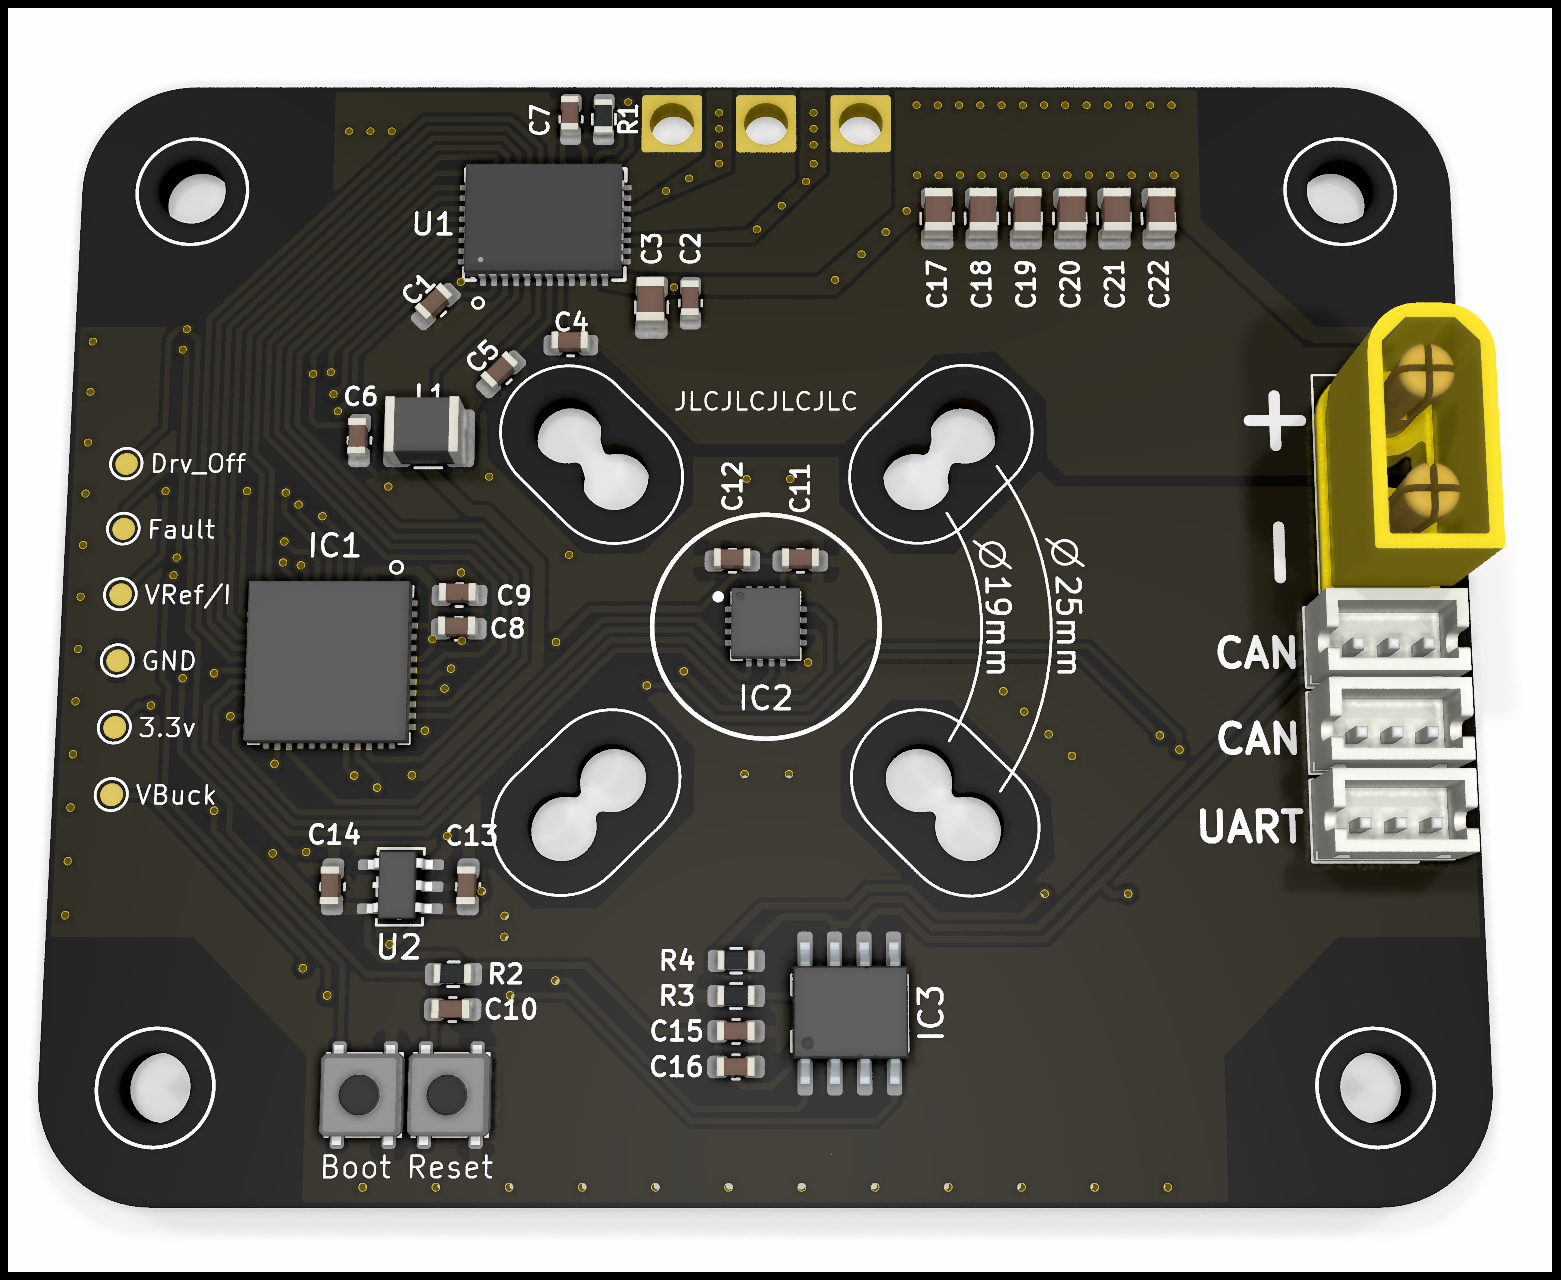 C7
R1
U1
C3
C2
C1
C17
C18
C19
C20
C21
C22
C4
C5
C6
L1
JLCJLCJLCJLC
+
-
Drv_Off
C12
C11
Fault
IC1
VRef/I
C9
C8
Ø19mm
Ø25mm
GND
CAN
IC2
3.3v
CAN
VBuck
UART
C14
C13
U2
R2
C10
R4
R3
C15
C16
IC3
Boot
Reset